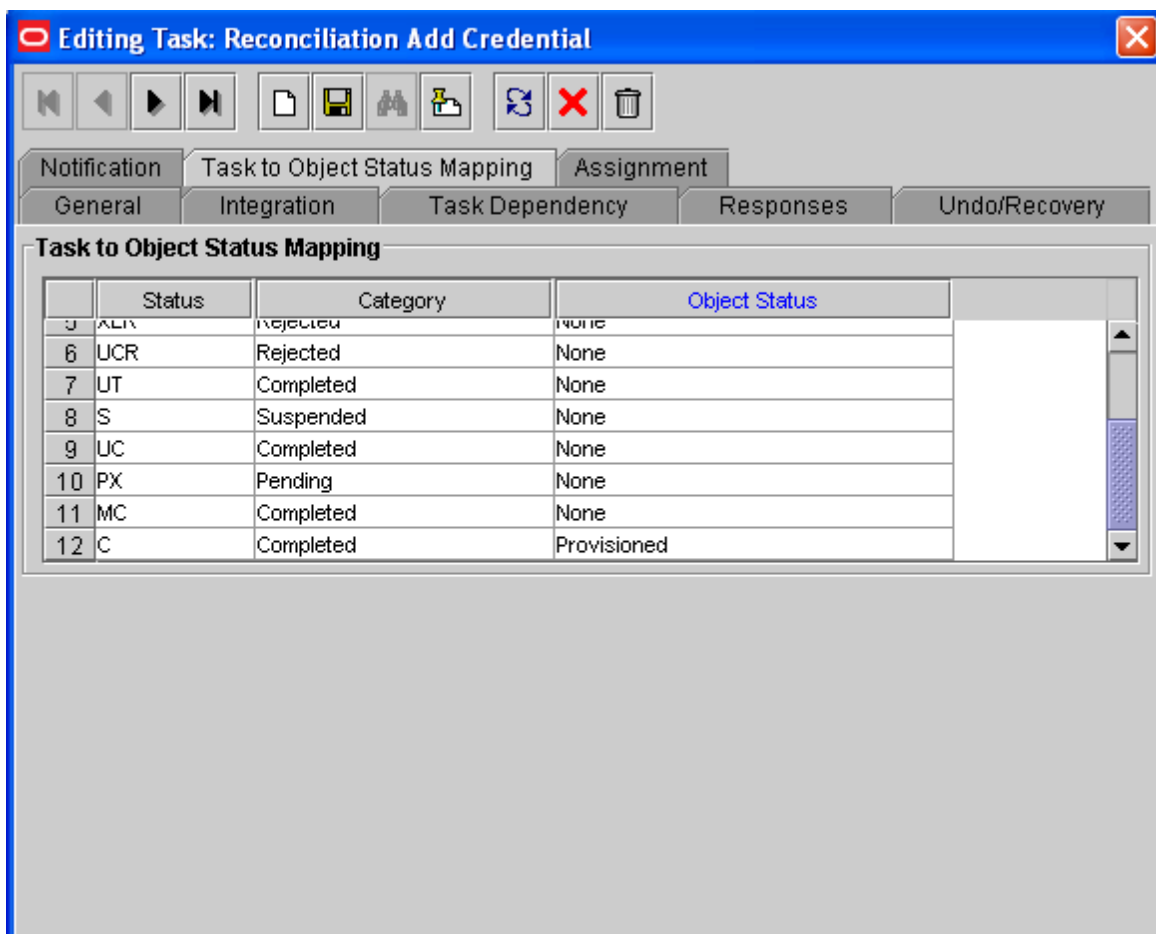 Editing Task: Reconciliation Add Credential
Notification Task to Object Status Mapping Assignment
General Integration Task Dependency Responses Undo/Recovery
Task to Object Status Mapping
Status Category Object Status
Rejected None
6 UCR Rejected None
7 UT Completed None
8 S Suspended None
9 UC Completed None
10 PX Pending None
11 MC Completed None
12 C Completed Provisioned